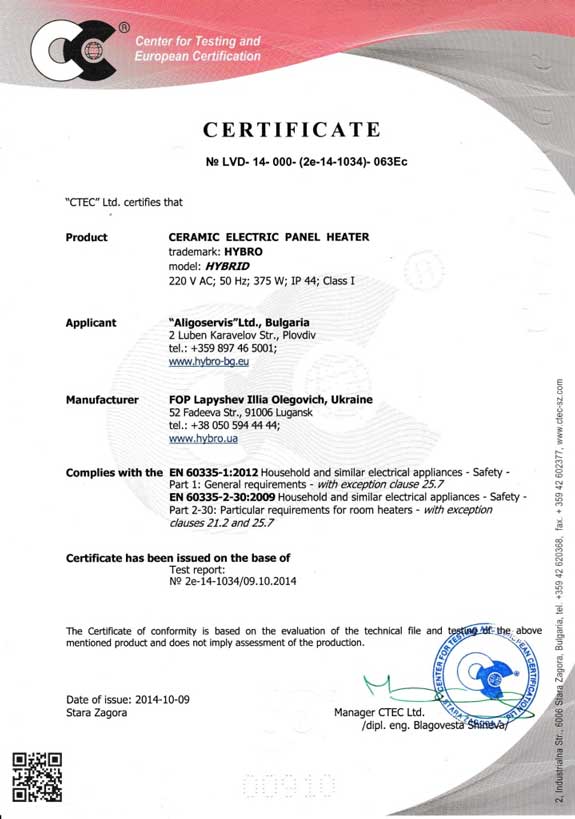 ®
Center for Testing and
European Certification
CERTIFICATE
№ LVD- 14- 000- (2e-14-1034)- 063Ec
“CTEC” Ltd. certifies that
Product CERAMIC ELECTRIC PANEL HEATER
trademark: HYBRO
model: HYBRID
220 V AC; 50 Hz; 375 W; IP 44; Class I
Applicant “Aligoservis”Ltd., Bulgaria
2 Luben Karavelov Str., Plovdiv
tel.: +359 897 46 5001;
www.hybro-bg.eu
Manufacturer FOP Lapyshev Illia Olegovich, Ukraine
52 Fadeeva Str., 91006 Lugansk
tel.: +38 050 594 44 44;
www.hybro.ua
Complies with the EN 60335-1:2012 Household and similar electrical appliances - Safety -
Part 1: General requirements - with exception clause 25.7
EN 60335-2-30:2009 Household and similar electrical appliances - Safety -
Part 2-30: Particular requirements for room heaters - with exception
clauses 21.2 and 25.7
Certificate has been issued on the base of
Test report:
№ 2e-14-1034/09.10.2014
The Certificate of conformity is based on the evaluation of the technical file and testing of the above
mentioned product and does not imply assessment of the production.
Date of issue: 2014-10-09
Stara Zagora
Manager CTEC Ltd.
/dipl. eng. Blagovesta Shineva/
2, Industrialna Str., 6006 Stara Zagora, Bulgaria, tel. +359 42 620368, fax. + 359 42 602377, www.ctec-sz.com
00910